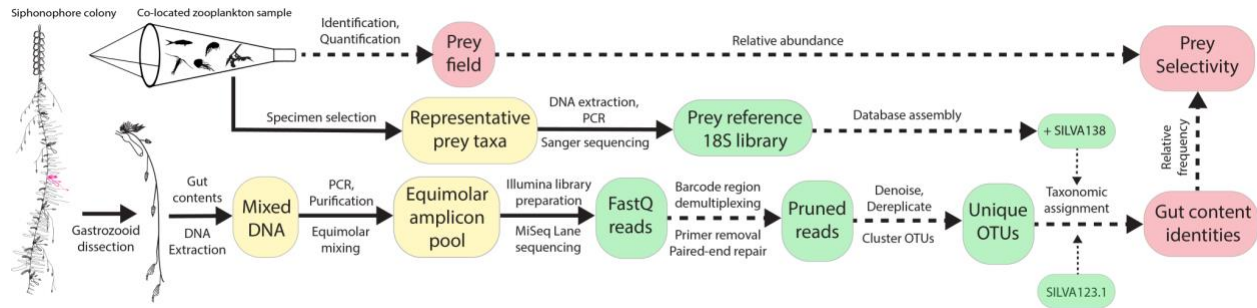 Siphonophore colony
Co-located zooplankton sample
Identification,
Quantification
Prey
field
Relative abundance
Prey
Selectivity
Specimen selection
Representative
prey taxa
DNA extraction,
PCR
Sanger sequencing
Prey reference
18S library
Database assembly
+ SILVA138
Relative
frequency
Gastrozooid
dissection
Gut
contents
DNA
Extraction
Mixed
DNA
PCR,
Purification
Equimolar
mixing
Equimolar
amplicon
pool
Illumina library
preparation
MiSeq Lane
sequencing
FastQ
reads
Barcode region
demultiplexing
Primer removal
Paired-end repair
Pruned
reads
Denoise,
Dereplicate
Cluster OTUs
Unique
OTUs
Taxonomic
assignment
Gut content
identities
SILVA123.1